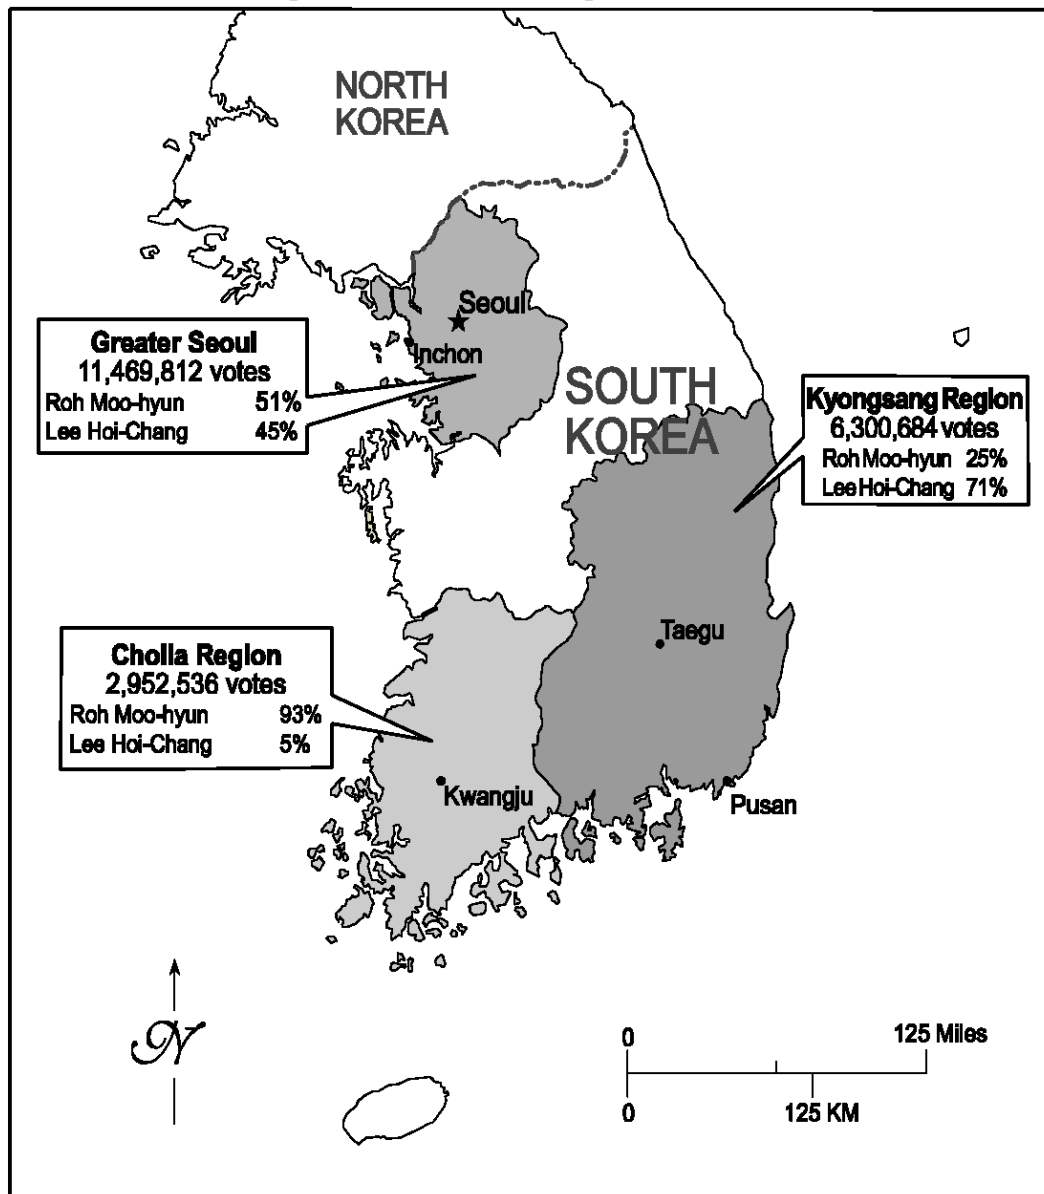 NORTH
KOREA
Seoul
Inchon
Greater Seoul
11,469,812 votes
Roh Moo-hyun 51%
Lee Hoi-Chang 45%
SOUTH
KOREA
Kyongsang Region
6,300,684 votes
Roh Moo-hyun 25%
Lee Hoi-Chang 71%
Taegu
Cholla Region
2,952,536 votes
Roh Moo-hyun 93%
Lee Hoi-Chang 5%
Kwangju
Pusan
N
0 125 Miles
0 125 KM